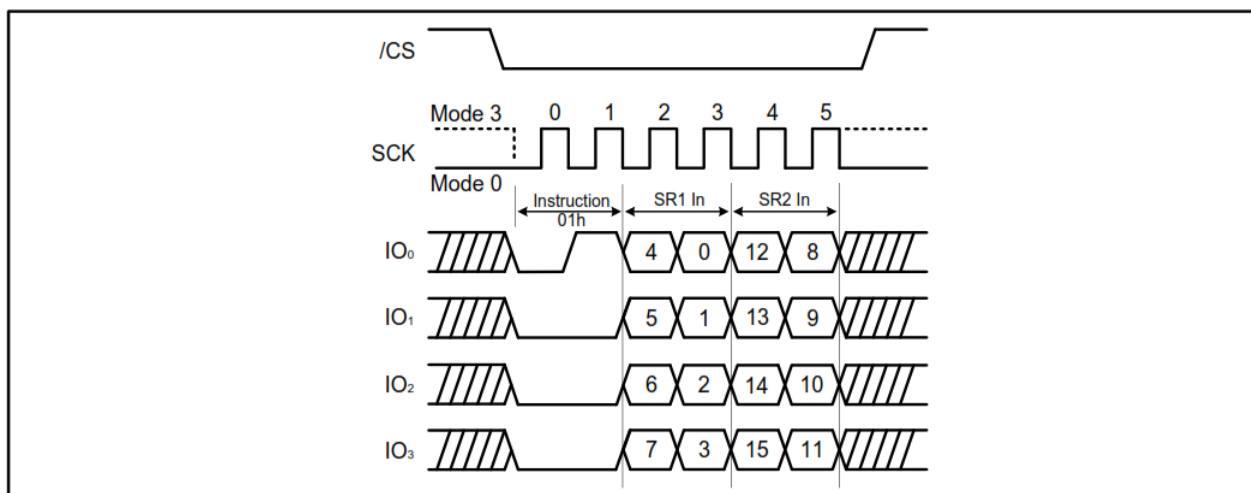 /CS
Mode 3 0 1 2 3 4 5
SCK
Mode 0
Instruction SR1 In SR2 In
01h
IO₀ 4 0 12 8
IO₁ 5 1 13 9
IO₂ 6 2 14 10
IO₃ 7 3 15 11